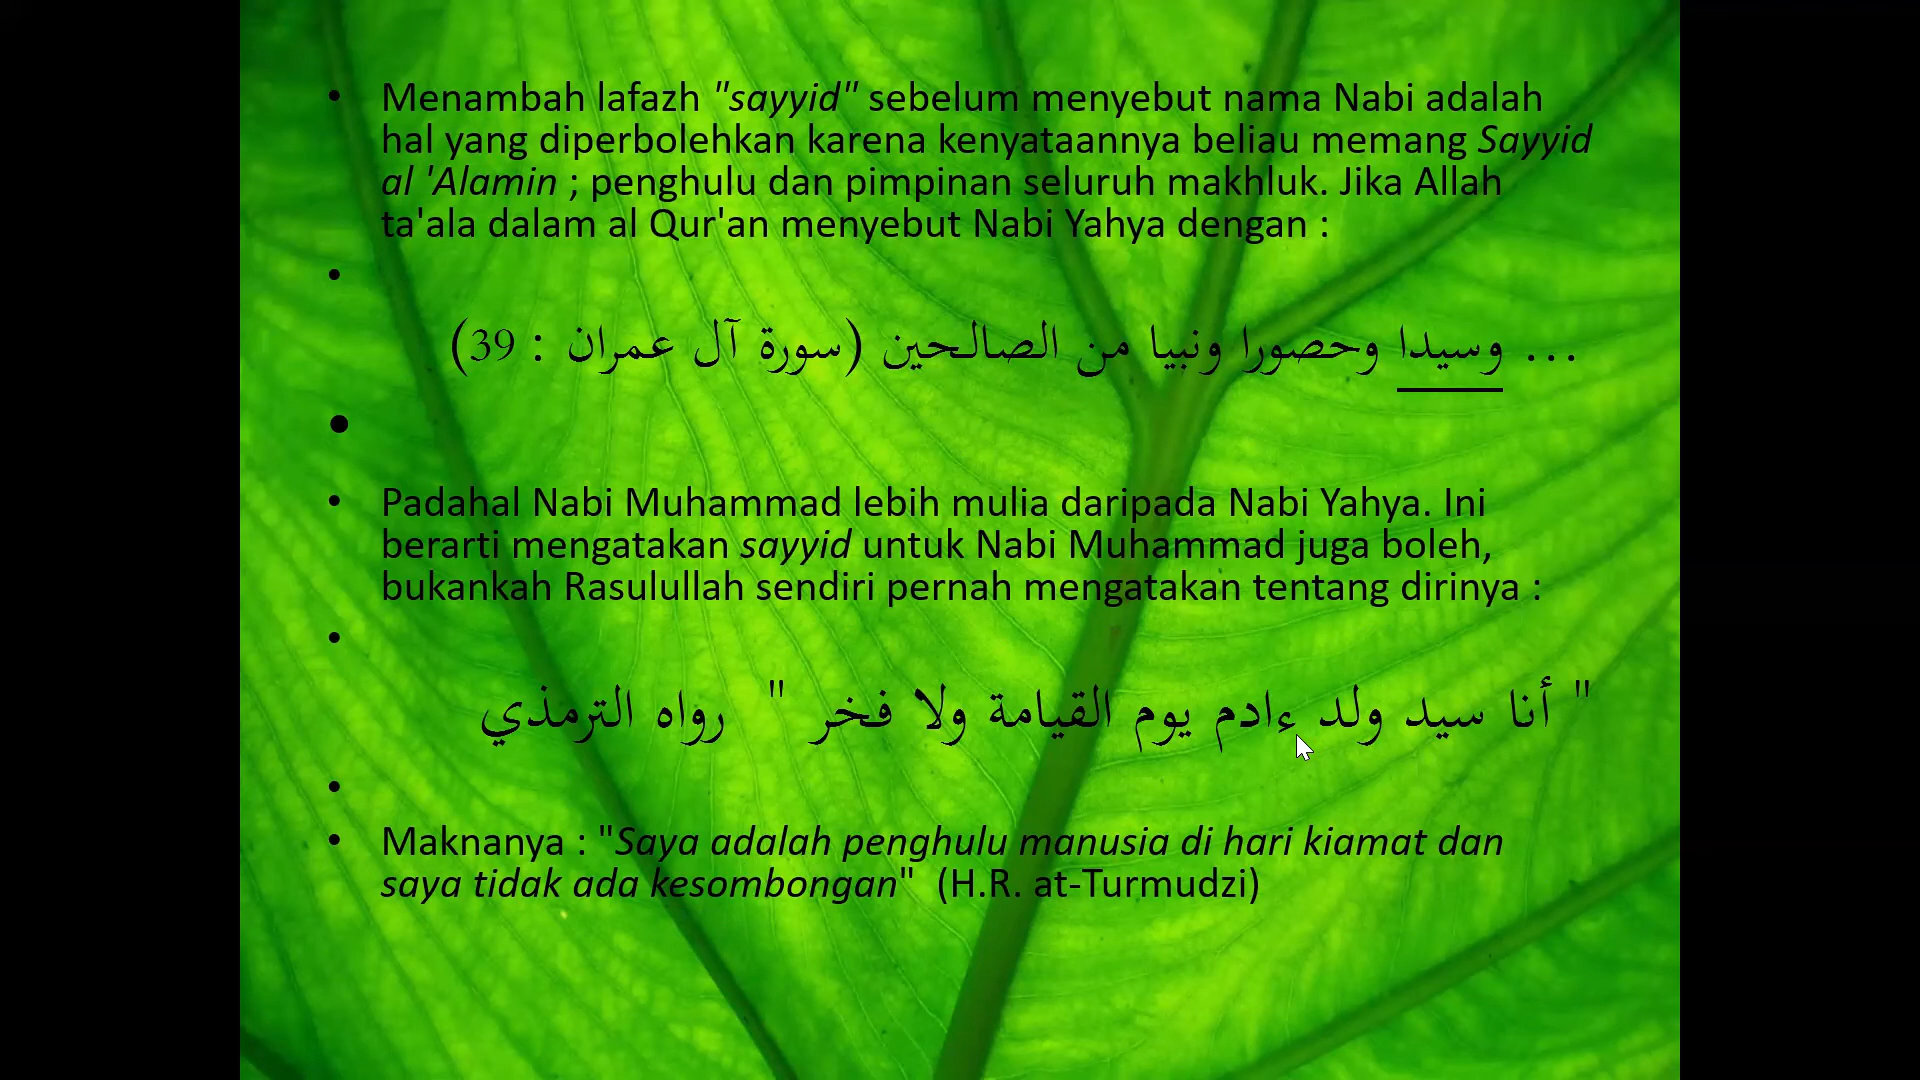 • Menambah lafazh "sayyid" sebelum menyebut nama Nabi adalah
hal yang diperbolehkan karena kenyataannya beliau memang Sayyid
al 'Alamin ; penghulu dan pimpinan seluruh makhluk. Jika Allah
ta'ala dalam al Qur'an menyebut Nabi Yahya dengan :
•
... وسيدا وحصورا ونبيا من الصالحين (سورة آل عمران : 39)
•
• Padahal Nabi Muhammad lebih mulia daripada Nabi Yahya. Ini
berarti mengatakan sayyid untuk Nabi Muhammad juga boleh,
bukankah Rasulullah sendiri pernah mengatakan tentang dirinya :
•
" أنا سيد ولد ءادم يوم القيامة ولا فخر " رواه الترمذي
•
• Maknanya : "Saya adalah penghulu manusia di hari kiamat dan
saya tidak ada kesombongan" (H.R. at-Turmudzi)